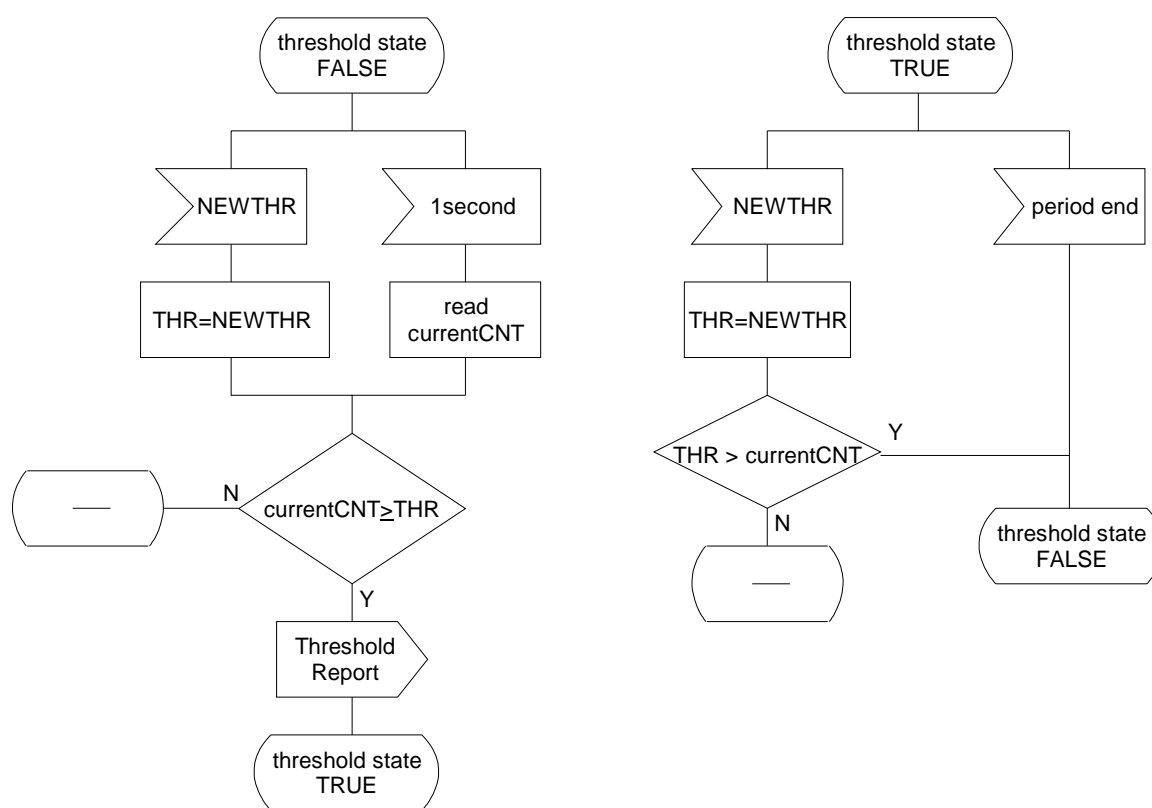 threshold state
FALSE
NEWTHR
1second
THR=NEWTHR
read
currentCNT
N
currentCNT≥THR
Y
Threshold
Report
threshold state
TRUE
threshold state
TRUE
NEWTHR
period end
THR=NEWTHR
THR > currentCNT
Y
N
threshold state
FALSE